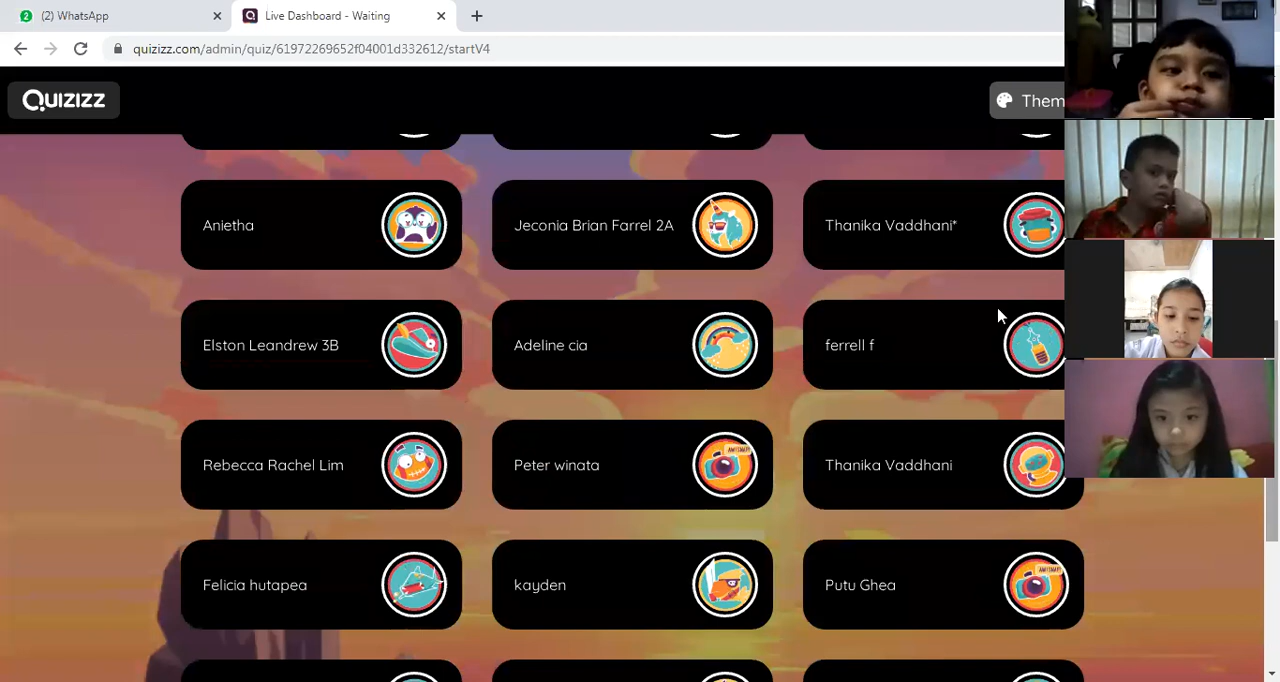 (2) WhatsApp
Live Dashboard - Waiting
quizizz.com/admin/quiz/61972269652f04001d332612/startV4
QUIZIZZ
Them
Anietha
Jeconia Brian Farrel 2A
Thanika Vaddhani*
Elston Leandrew 3B
Adeline cia
ferrell f
Rebecca Rachel Lim
Peter winata
Thanika Vaddhani
Felicia hutapea
kayden
Putu Ghea